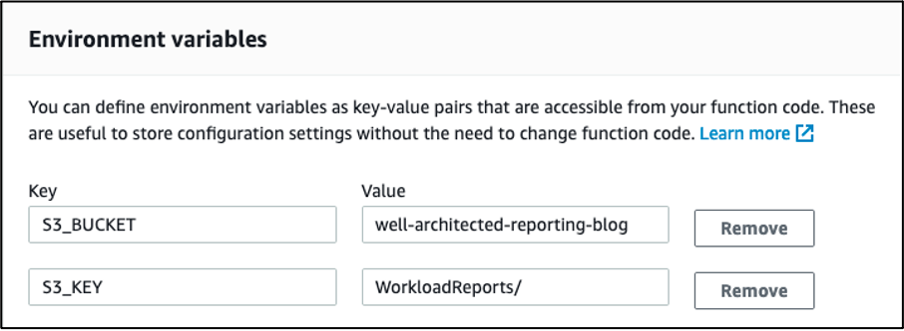 Environment variables
You can define environment variables as key-value pairs that are accessible from your function code. These
are useful to store configuration settings without the need to change function code. Learn more
Key Value
S3_BUCKET well-architected-reporting-blog Remove
S3_KEY WorkloadReports/ Remove